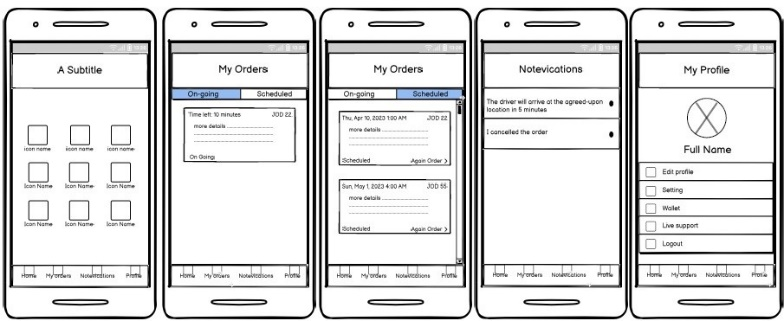 A Subtitle
icon name icon name icon name
Icon Name Icon Name Icon Name
Icon Name Icon Name Icon Name
Home My orders Notevications Profile
My Orders
On-going Scheduled
Time left: 10 minutes JOD 22
more details
On Going
Home My orders Notevications Profile
My Orders
On-going Scheduled
Thu, Apr 10, 2023 1:00 AM JOD 22
more details
Scheduled Again Order >
Sun, May 1, 2023 4:00 AM JOD 55
more details
Scheduled Again Order >
Home My orders Notevications Profile
Notevications
The driver will arrive at the agreed-upon
location in 5 minutes
I cancelled the order
Home My orders Notevications Profile
My Profile
Full Name
Edit profile
Setting
Wallet
Live support
Logout
Home My orders Notevications Profile